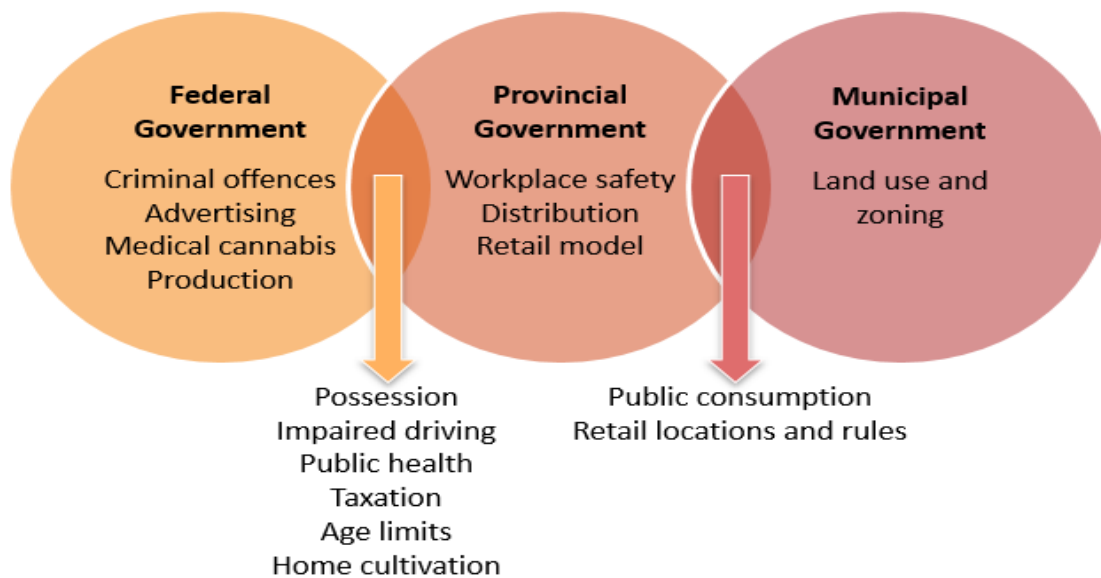 Federal
Government
Criminal offences
Advertising
Medical cannabis
Production
Provincial
Government
Workplace safety
Distribution
Retail model
Municipal
Government
Land use and
zoning
Possession
Impaired driving
Public health
Taxation
Age limits
Home cultivation
Public consumption
Retail locations and rules